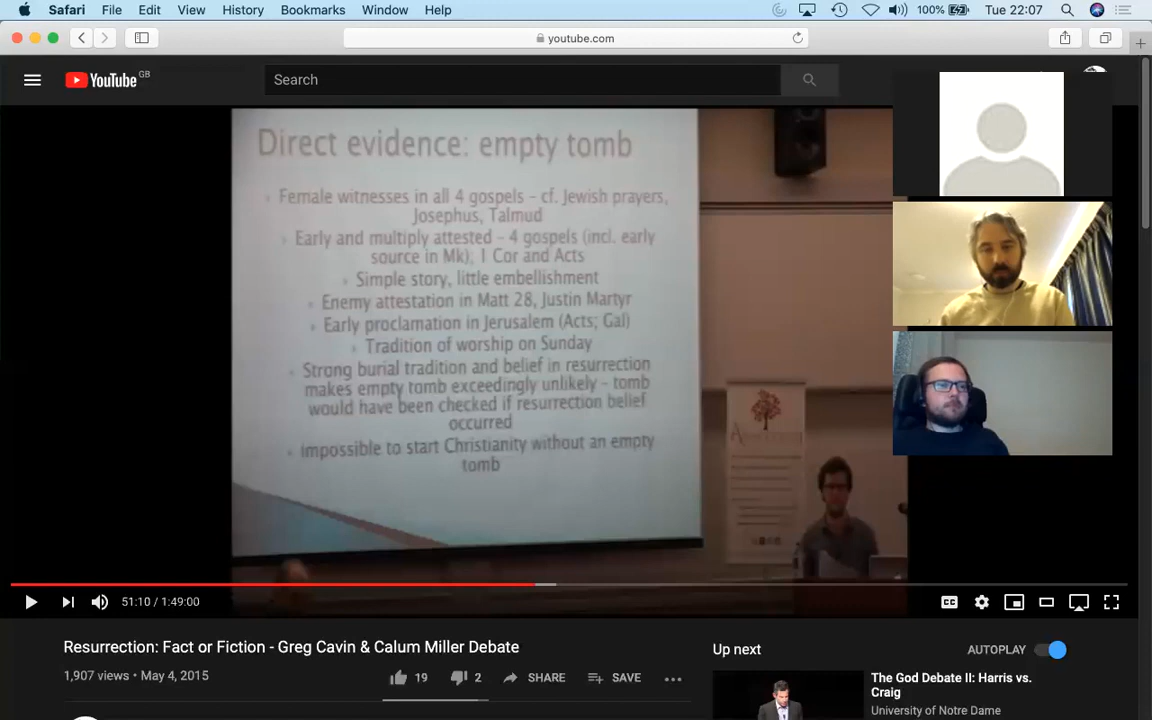 Safari File Edit View History Bookmarks Window Help 100% Tue 22:07
youtube.com
YouTube GB
Search
Direct evidence: empty tomb
Female witnesses in all 4 gospels - cf. Jewish prayers,
Josephus, Talmud
Early and multiply attested - 4 gospels (incl. early
source in Mk), 1 Cor and Acts
Simple story, little embellishment
Enemy attestation in Matt 28, Justin Martyr
Early proclamation in Jerusalem (Acts; Gal)
Tradition of worship on Sunday
Strong burial tradition and belief in resurrection
makes empty tomb exceedingly unlikely - tomb
would have been checked if resurrection belief
occurred
Impossible to start Christianity without an empty
tomb
51:10 / 1:49:00
CC
Resurrection: Fact or Fiction - Greg Cavin & Calum Miller Debate
1,907 views • May 4, 2015
19 2 SHARE SAVE
Up next
AUTOPLAY
The God Debate II: Harris vs.
Craig
University of Notre Dame